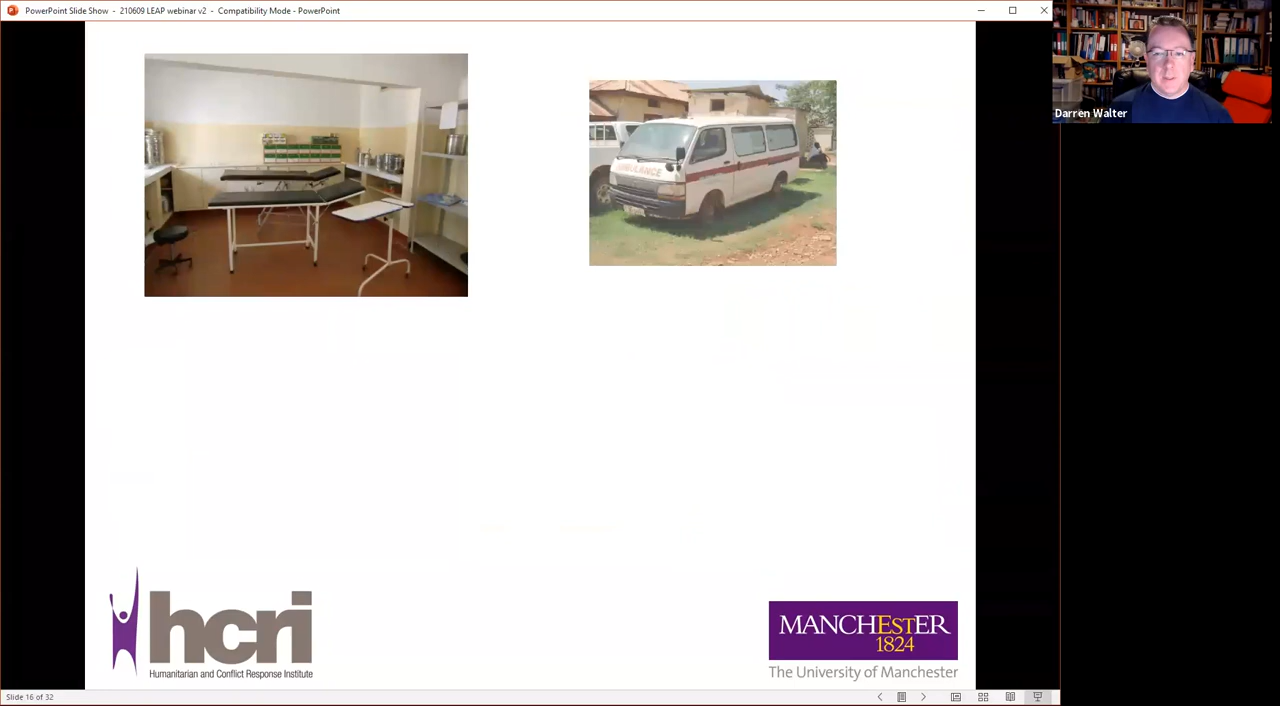 PowerPoint Slide Show - 210609 LEAP webinar v2 - Compatibility Mode - PowerPoint
Darren Walter
AMBULANCE
hcri
Humanitarian and Conflict Response Institute
MANCHESTER
1824
The University of Manchester
Slide 16 of 32